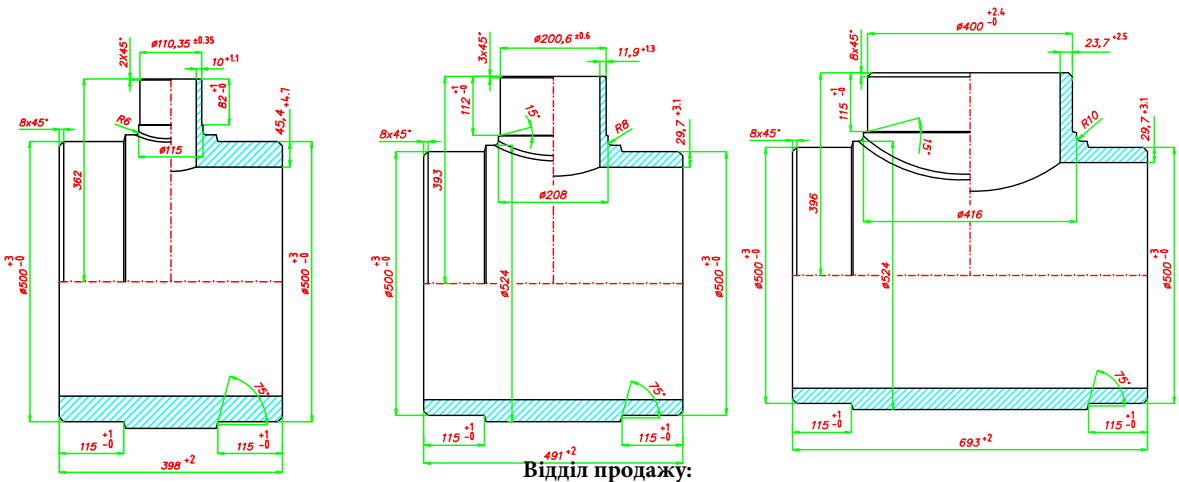 2x45° ø110,35 ±0.35 10 +1.1
82 +1 -0
45,4 +4.7
8x45° R6 ø115
362
ø500 +3 -0
ø500 +3 -0
75°
115 +1 -0
115 +1 -0
398 +2
3x45° ø200,6 ±0.6 11,9 +1.3
112 +1 -0
15° R8
8x45° 29,7 +3.1
393
ø208
ø500 +3 -0
ø524
ø500 +3 -0
75°
115 +1 -0
115 +1 -0
491 +2
8x45° ø400 +2.4 -0 23,7 +2.5
115 +1 -0
15° R10
8x45° 29,7 +3.1
396
ø416
ø500 +3 -0
ø524
ø500 +3 -0
75°
115 +1 -0
115 +1 -0
693 +2
Відділ продажу: